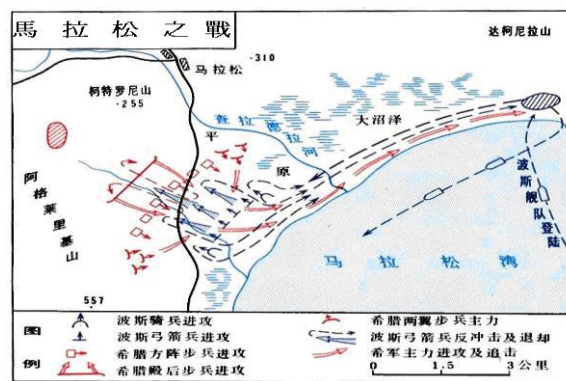 馬拉松之戰
达柯尼拉山
·310
马拉松
柯特罗尼山
·255
查拉德拉河
大沼泽
平原
阿格莱里基山
波斯舰队登陆
马拉松湾
557
图例
波斯骑兵进攻
波斯弓箭兵进攻
希腊方阵步兵进攻
希腊殿后步兵进攻
希腊两翼步兵主力
波斯弓箭兵反冲击及退却
希军主力进攻及追击
0 3 公里